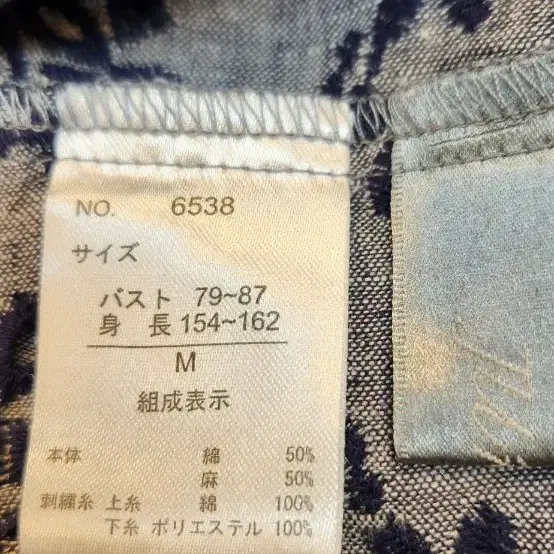 NO. 6538
サイズ
バスト 79~87
身 長 154~162
M
組成表示
本体 綿 50%
麻 50%
刺繍糸 上糸 綿 100%
下糸 ポリエステル 100%